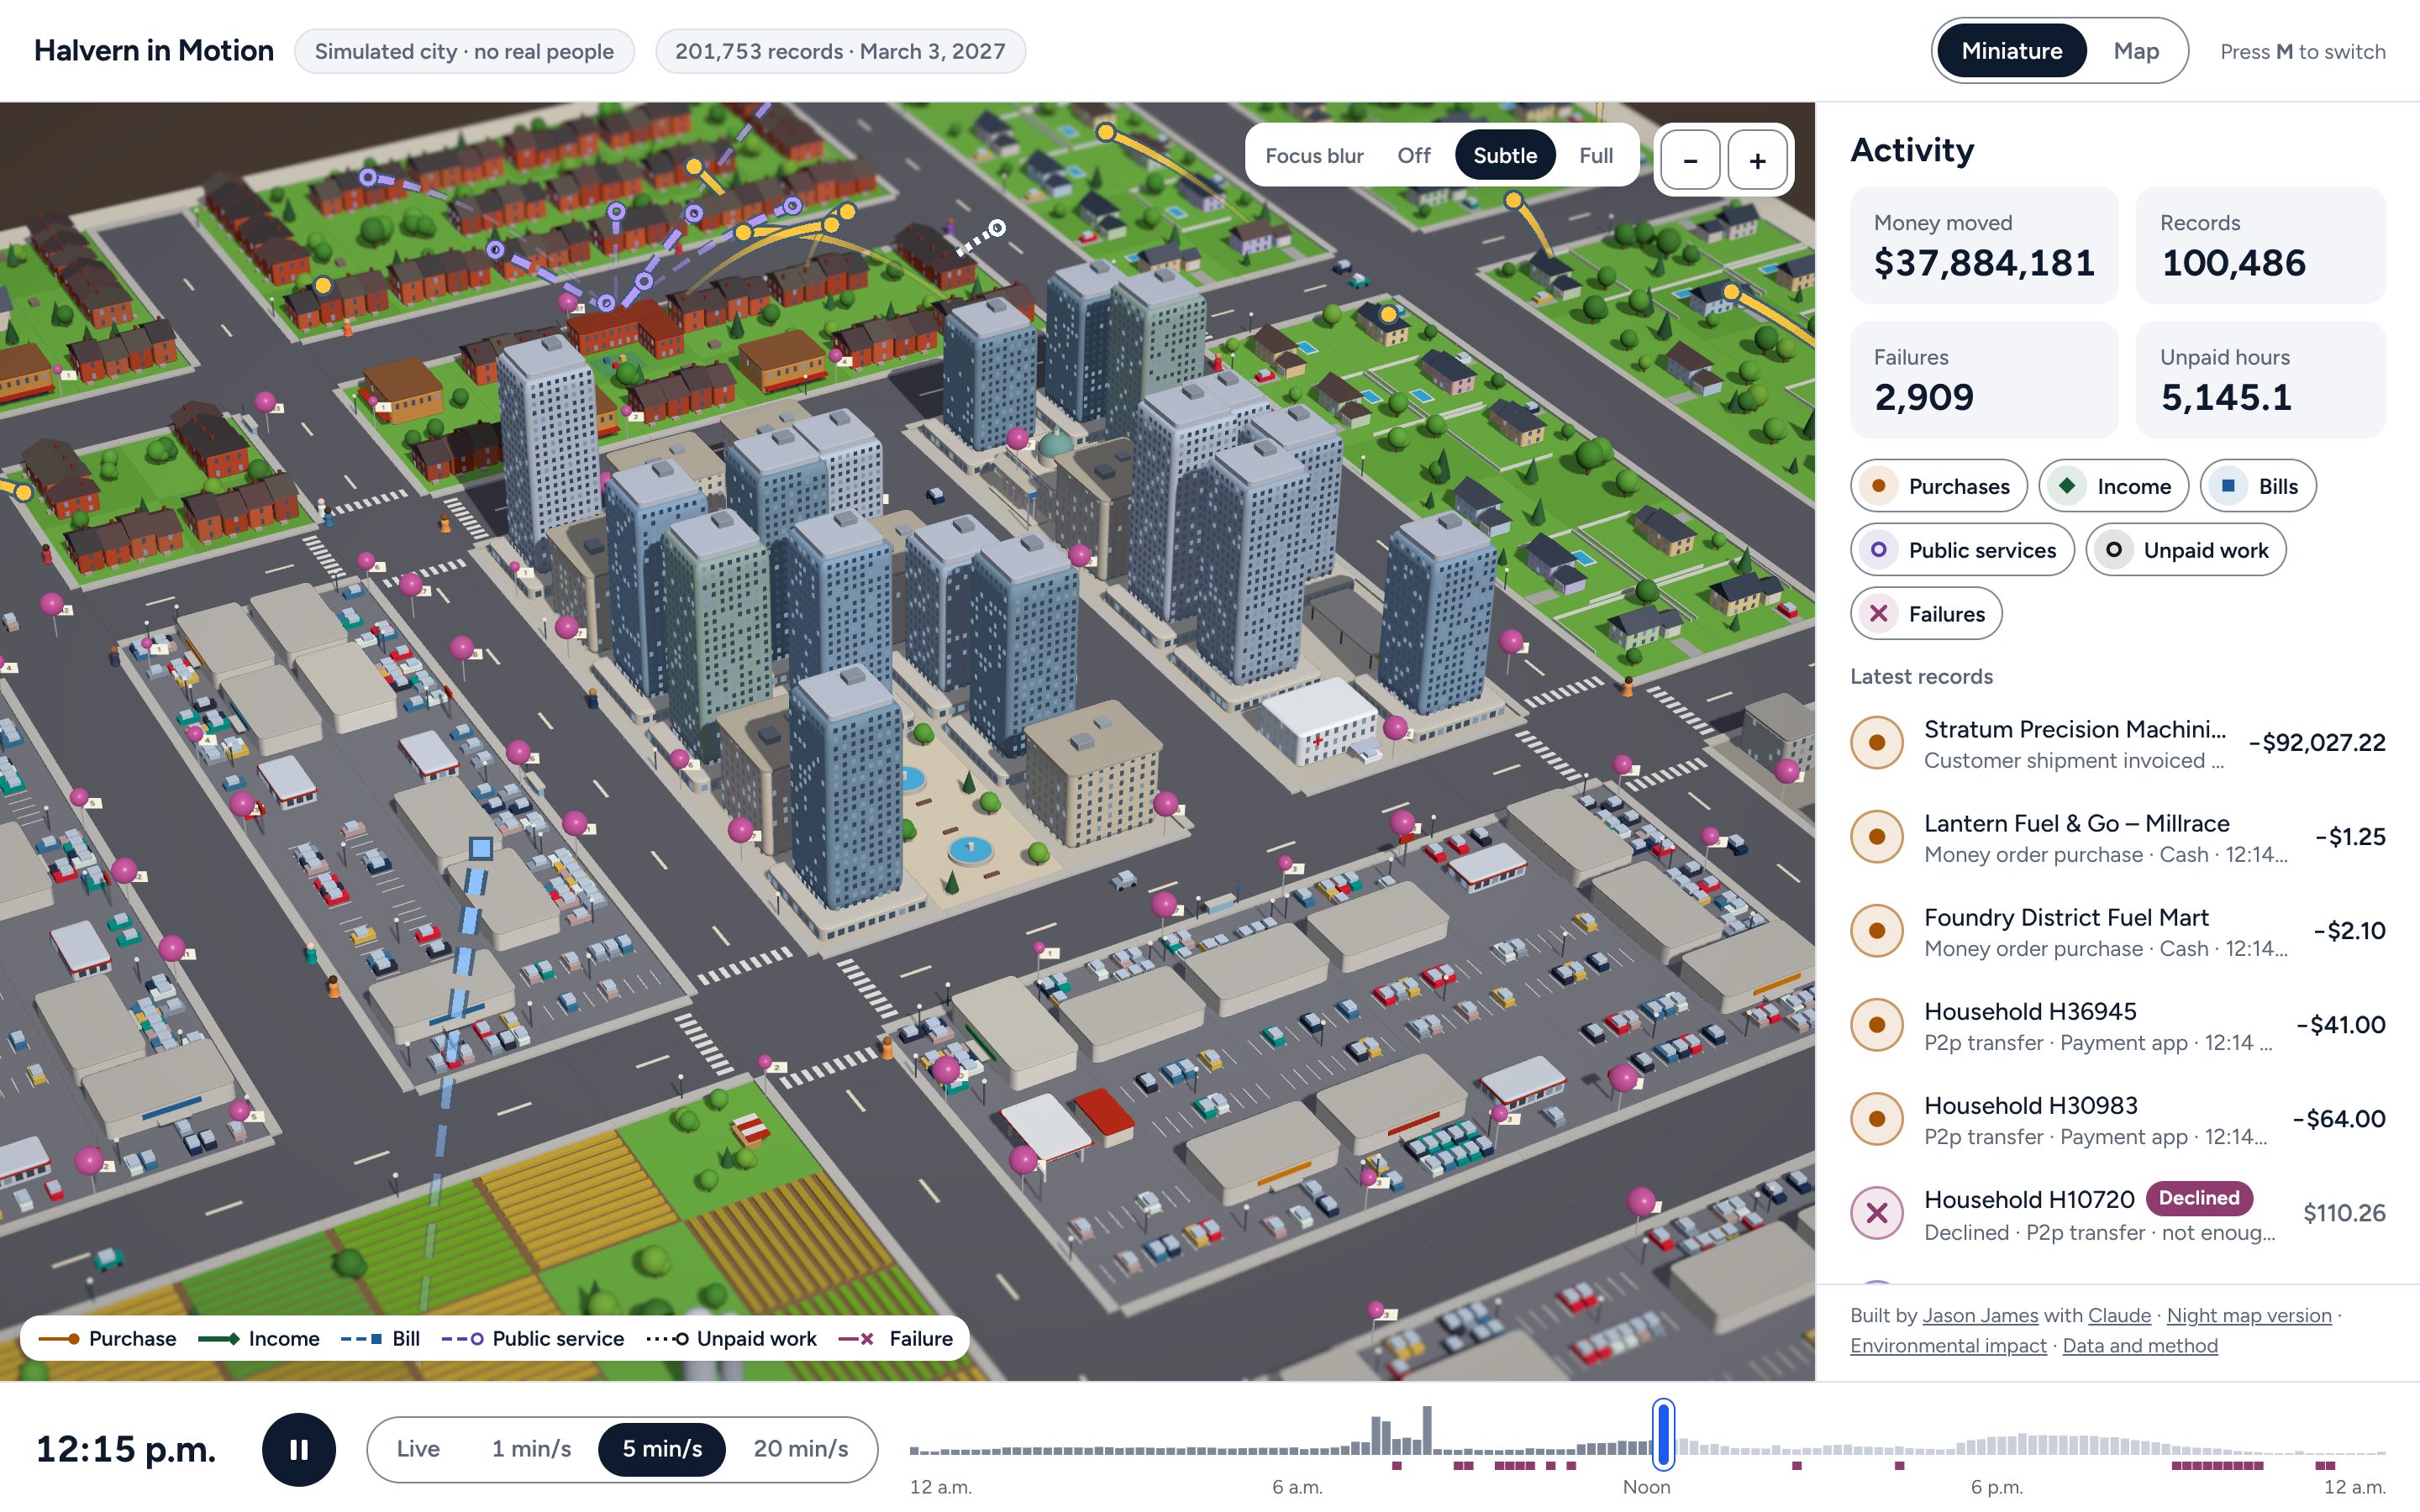 Halvern in Motion
Simulated city · no real people
201,753 records · March 3, 2027
Miniature
Map
Press M to switch
Focus blur
Off
Subtle
Full
−
+
Activity
Money moved
$37,884,181
Records
100,486
Failures
2,909
Unpaid hours
5,145.1
Purchases
Income
Bills
Public services
Unpaid work
Failures
Latest records
Stratum Precision Machini...
−$92,027.22
Customer shipment invoiced ...
Lantern Fuel & Go – Millrace
−$1.25
Money order purchase · Cash · 12:14...
Foundry District Fuel Mart
−$2.10
Money order purchase · Cash · 12:14...
Household H36945
−$41.00
P2p transfer · Payment app · 12:14 ...
Household H30983
−$64.00
P2p transfer · Payment app · 12:14...
Household H10720
Declined
$110.26
Declined · P2p transfer · not enoug...
Purchase
Income
Bill
Public service
Unpaid work
Failure
Built by Jason James with Claude · Night map version ·
Environmental impact · Data and method
12:15 p.m.
Live
1 min/s
5 min/s
20 min/s
12 a.m.
6 a.m.
Noon
6 p.m.
12 a.m.